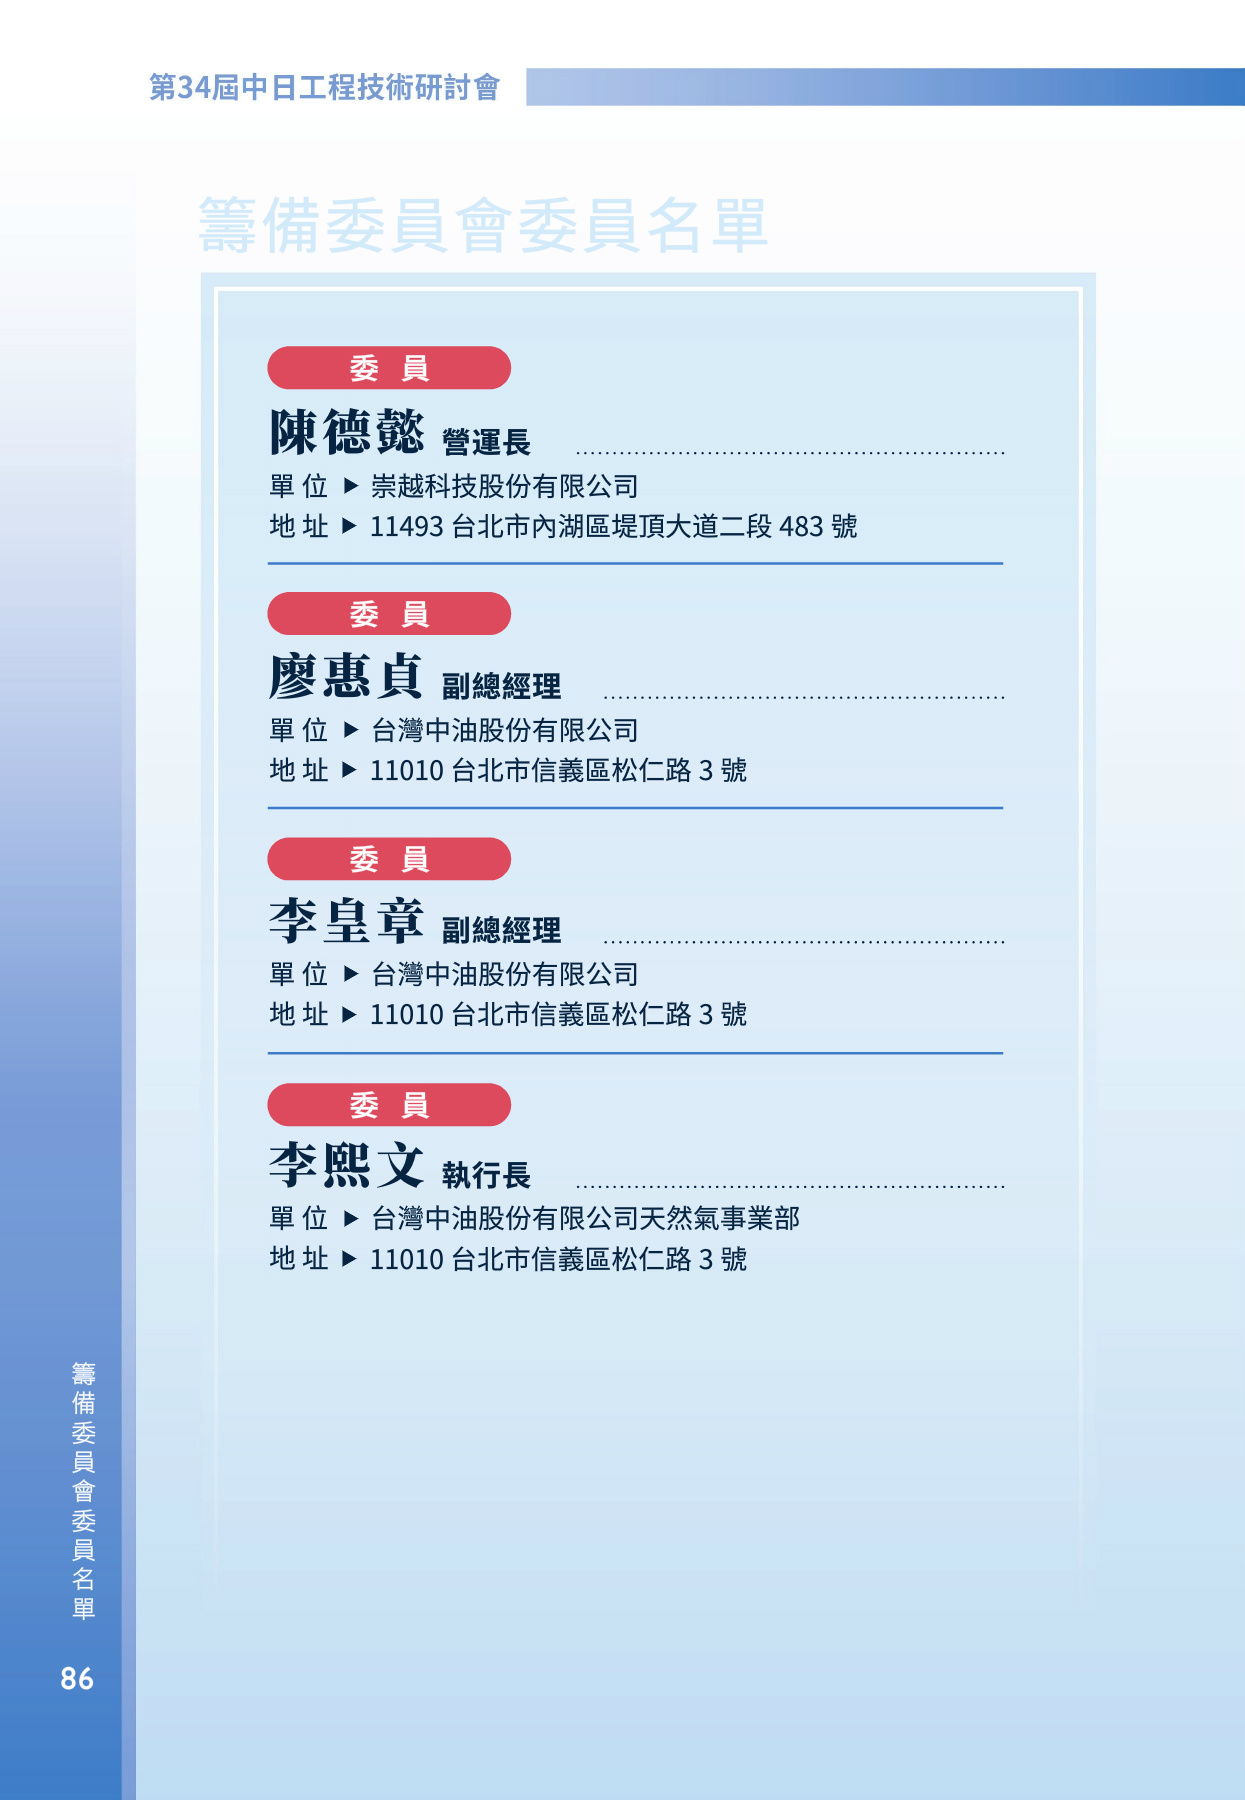 第34屆中日工程技術研討會
籌備委員會委員名單
委 員
陳德懿 營運長
單 位 ▶ 崇越科技股份有限公司
地 址 ▶ 11493 台北市內湖區堤頂大道二段 483 號
委 員
廖惠貞 副總經理
單 位 ▶ 台灣中油股份有限公司
地 址 ▶ 11010 台北市信義區松仁路 3 號
委 員
李皇章 副總經理
單 位 ▶ 台灣中油股份有限公司
地 址 ▶ 11010 台北市信義區松仁路 3 號
委 員
李熙文 執行長
單 位 ▶ 台灣中油股份有限公司天然氣事業部
地 址 ▶ 11010 台北市信義區松仁路 3 號
籌備委員會委員名單
86